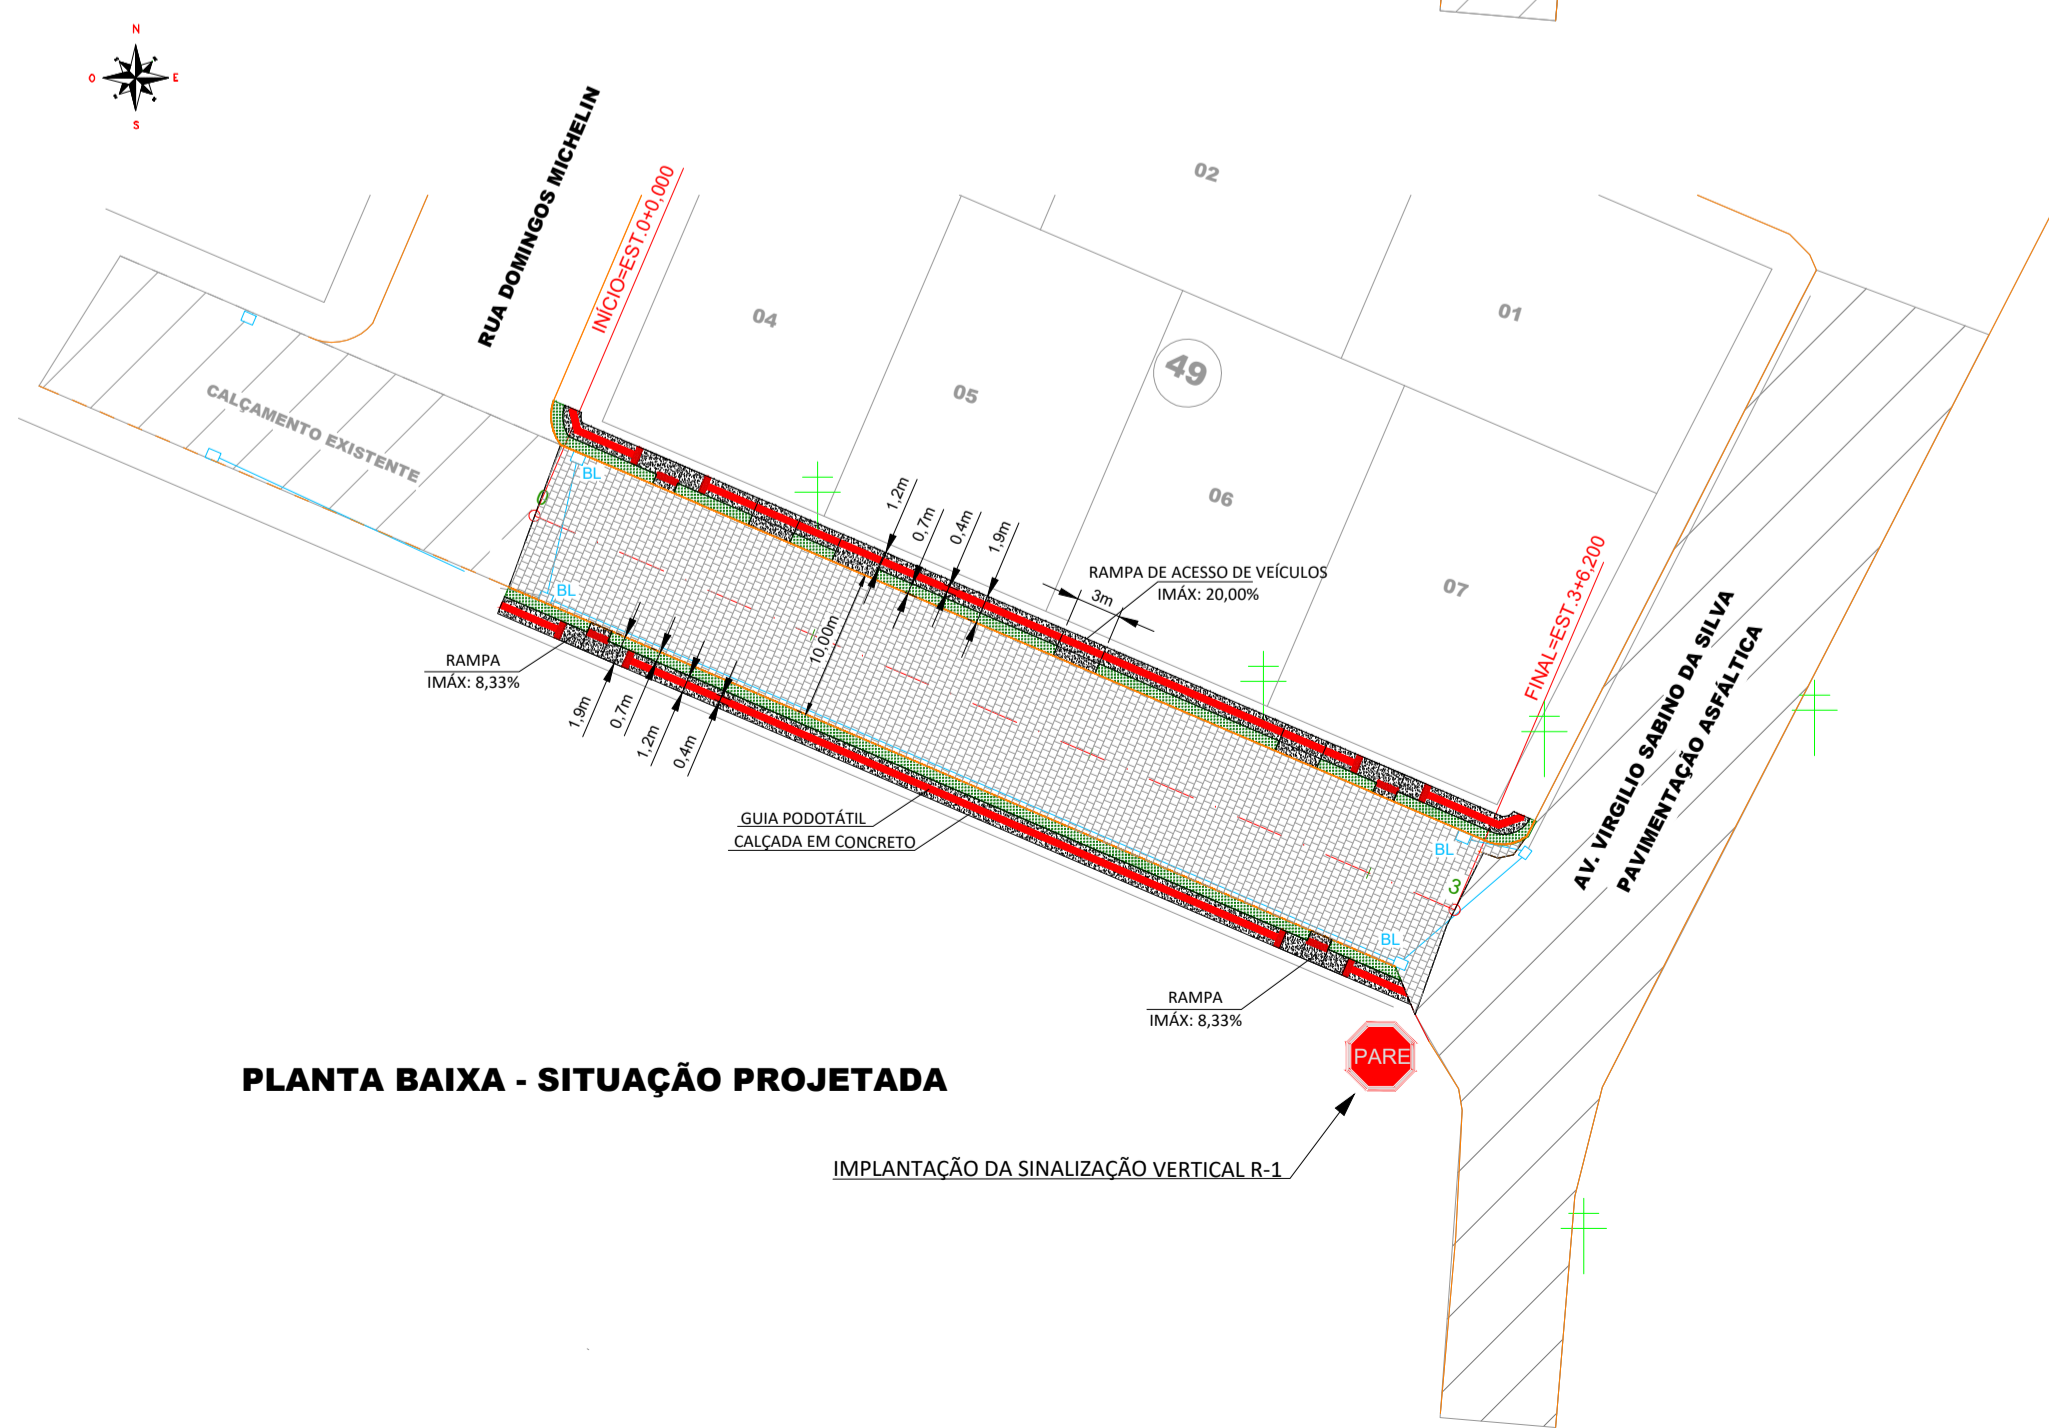 N
O
E
S
RUA DOMINGOS MICHELIN
INÍCIO=EST.0+0,000
02
04
01
05
49
06
07
CALÇAMENTO EXISTENTE
BL
0
BL
1,2m
0,7m
0,4m
1,9m
RAMPA DE ACESSO DE VEÍCULOS
IMÁX: 20,00%
3m
10,00m
FINAL=EST.3+6,200
AV. VIRGILIO SABINO DA SILVA
PAVIMENTAÇÃO ASFÁLTICA
RAMPA
IMÁX: 8,33%
1,9m
0,7m
1,2m
0,4m
GUIA PODOTÁTIL
CALÇADA EM CONCRETO
BL
3
BL
RAMPA
IMÁX: 8,33%
PARE
PLANTA BAIXA - SITUAÇÃO PROJETADA
IMPLANTAÇÃO DA SINALIZAÇÃO VERTICAL R-1